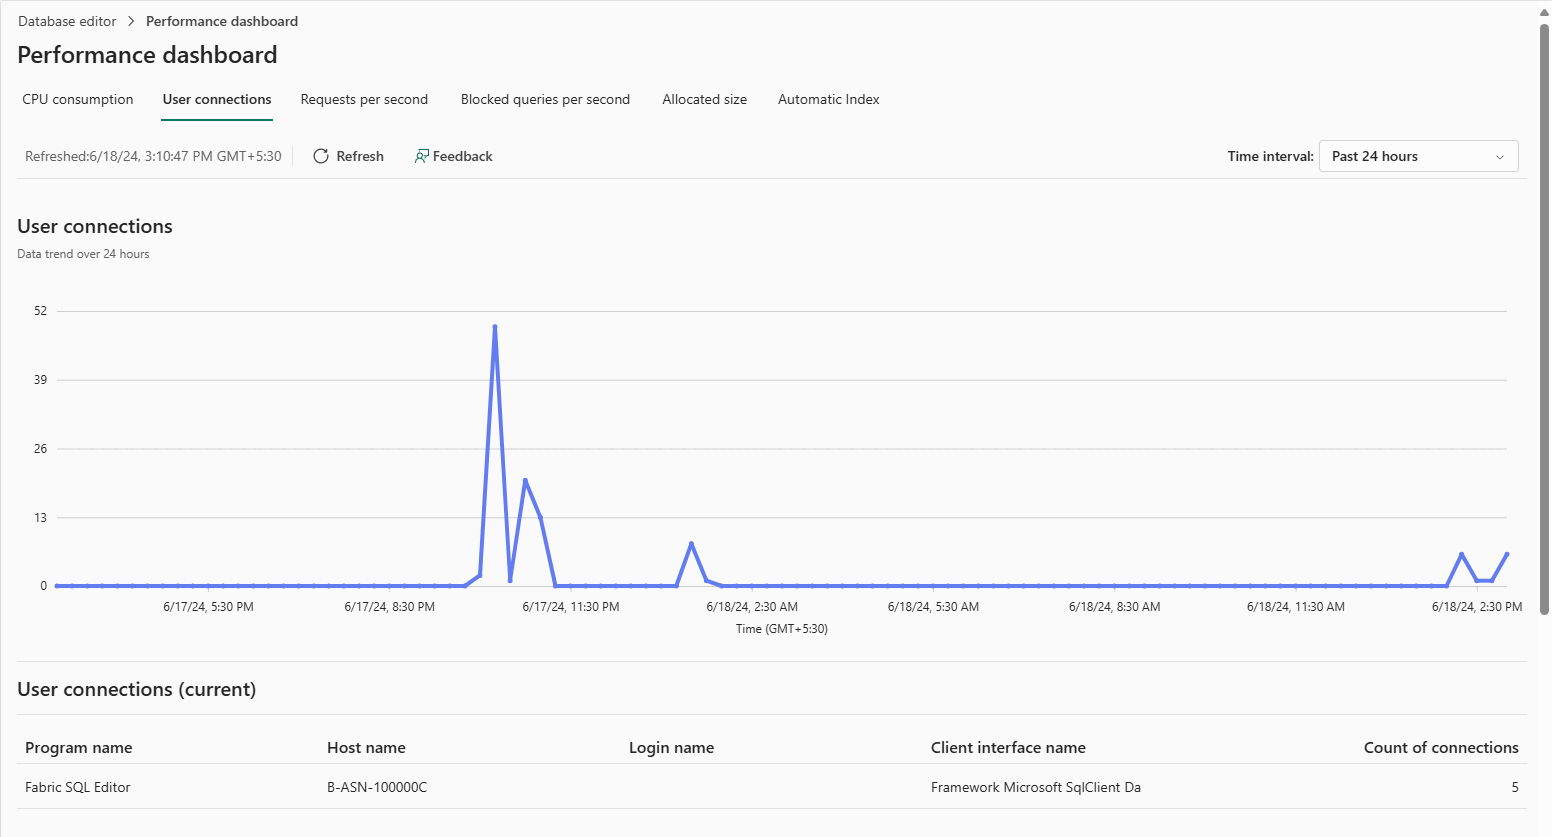 Database editor > Performance dashboard
Performance dashboard
CPU consumption User connections Requests per second Blocked queries per second Allocated size Automatic Index
Refreshed:6/18/24, 3:10:47 PM GMT+5:30 Refresh Feedback Time interval: Past 24 hours
User connections
Data trend over 24 hours
52
39
26
13
0
6/17/24, 5:30 PM 6/17/24, 8:30 PM 6/17/24, 11:30 PM 6/18/24, 2:30 AM 6/18/24, 5:30 AM 6/18/24, 8:30 AM 6/18/24, 11:30 AM 6/18/24, 2:30 PM
Time (GMT+5:30)
User connections (current)
Program name Host name Login name Client interface name Count of connections
Fabric SQL Editor B-ASN-100000C Framework Microsoft SqlClient Da 5